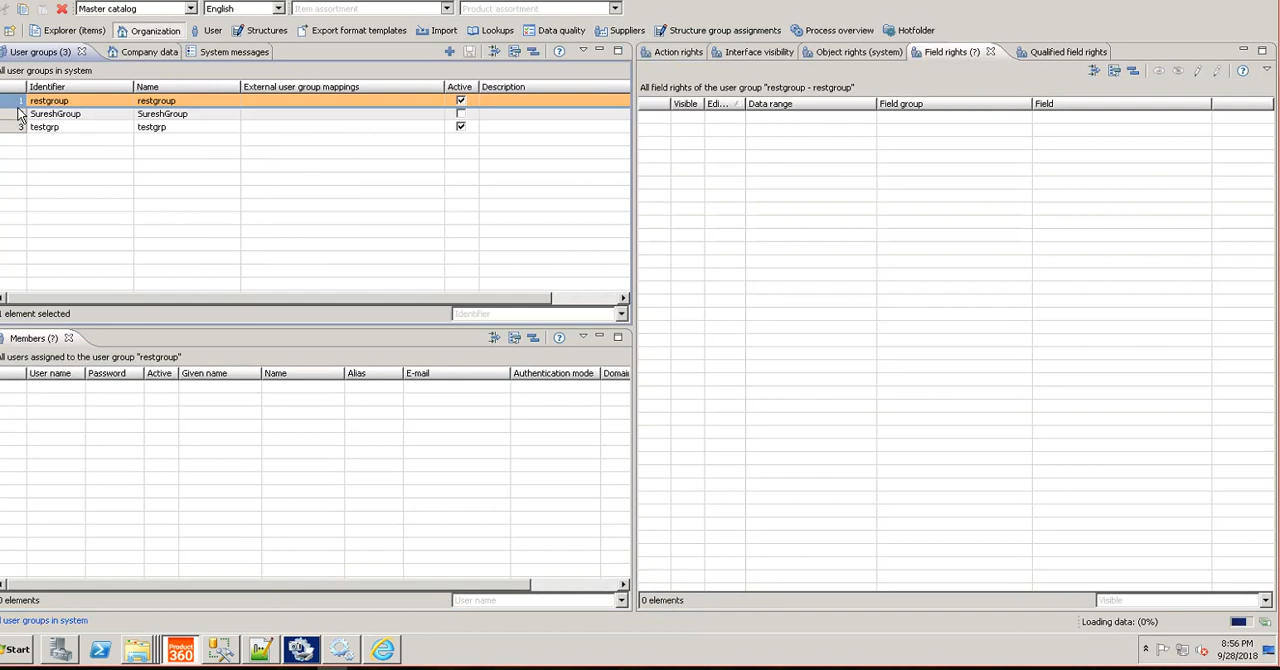 Master catalog English Item assortment Product assortment
Explorer (items) Organization User Structures Export format templates Import Lookups Data quality Suppliers Structure group assignments Process overview Hotfolder
User groups (3) Company data System messages
All user groups in system
Identifier Name External user group mappings Active Description
1 restgroup restgroup
SureshGroup SureshGroup
3 testgrp testgrp
1 element selected Identifier
Members (?)
All users assigned to the user group "restgroup"
User name Password Active Given name Name Alias E-mail Authentication mode Domain
0 elements User name
Action rights Interface visibility Object rights (system) Field rights (?) Qualified field rights
All field rights of the user group "restgroup - restgroup"
Visible Edi... Data range Field group Field
0 elements Visible
user groups in system Loading data: (0%)
Start Product 360 8:56 PM
9/28/2018